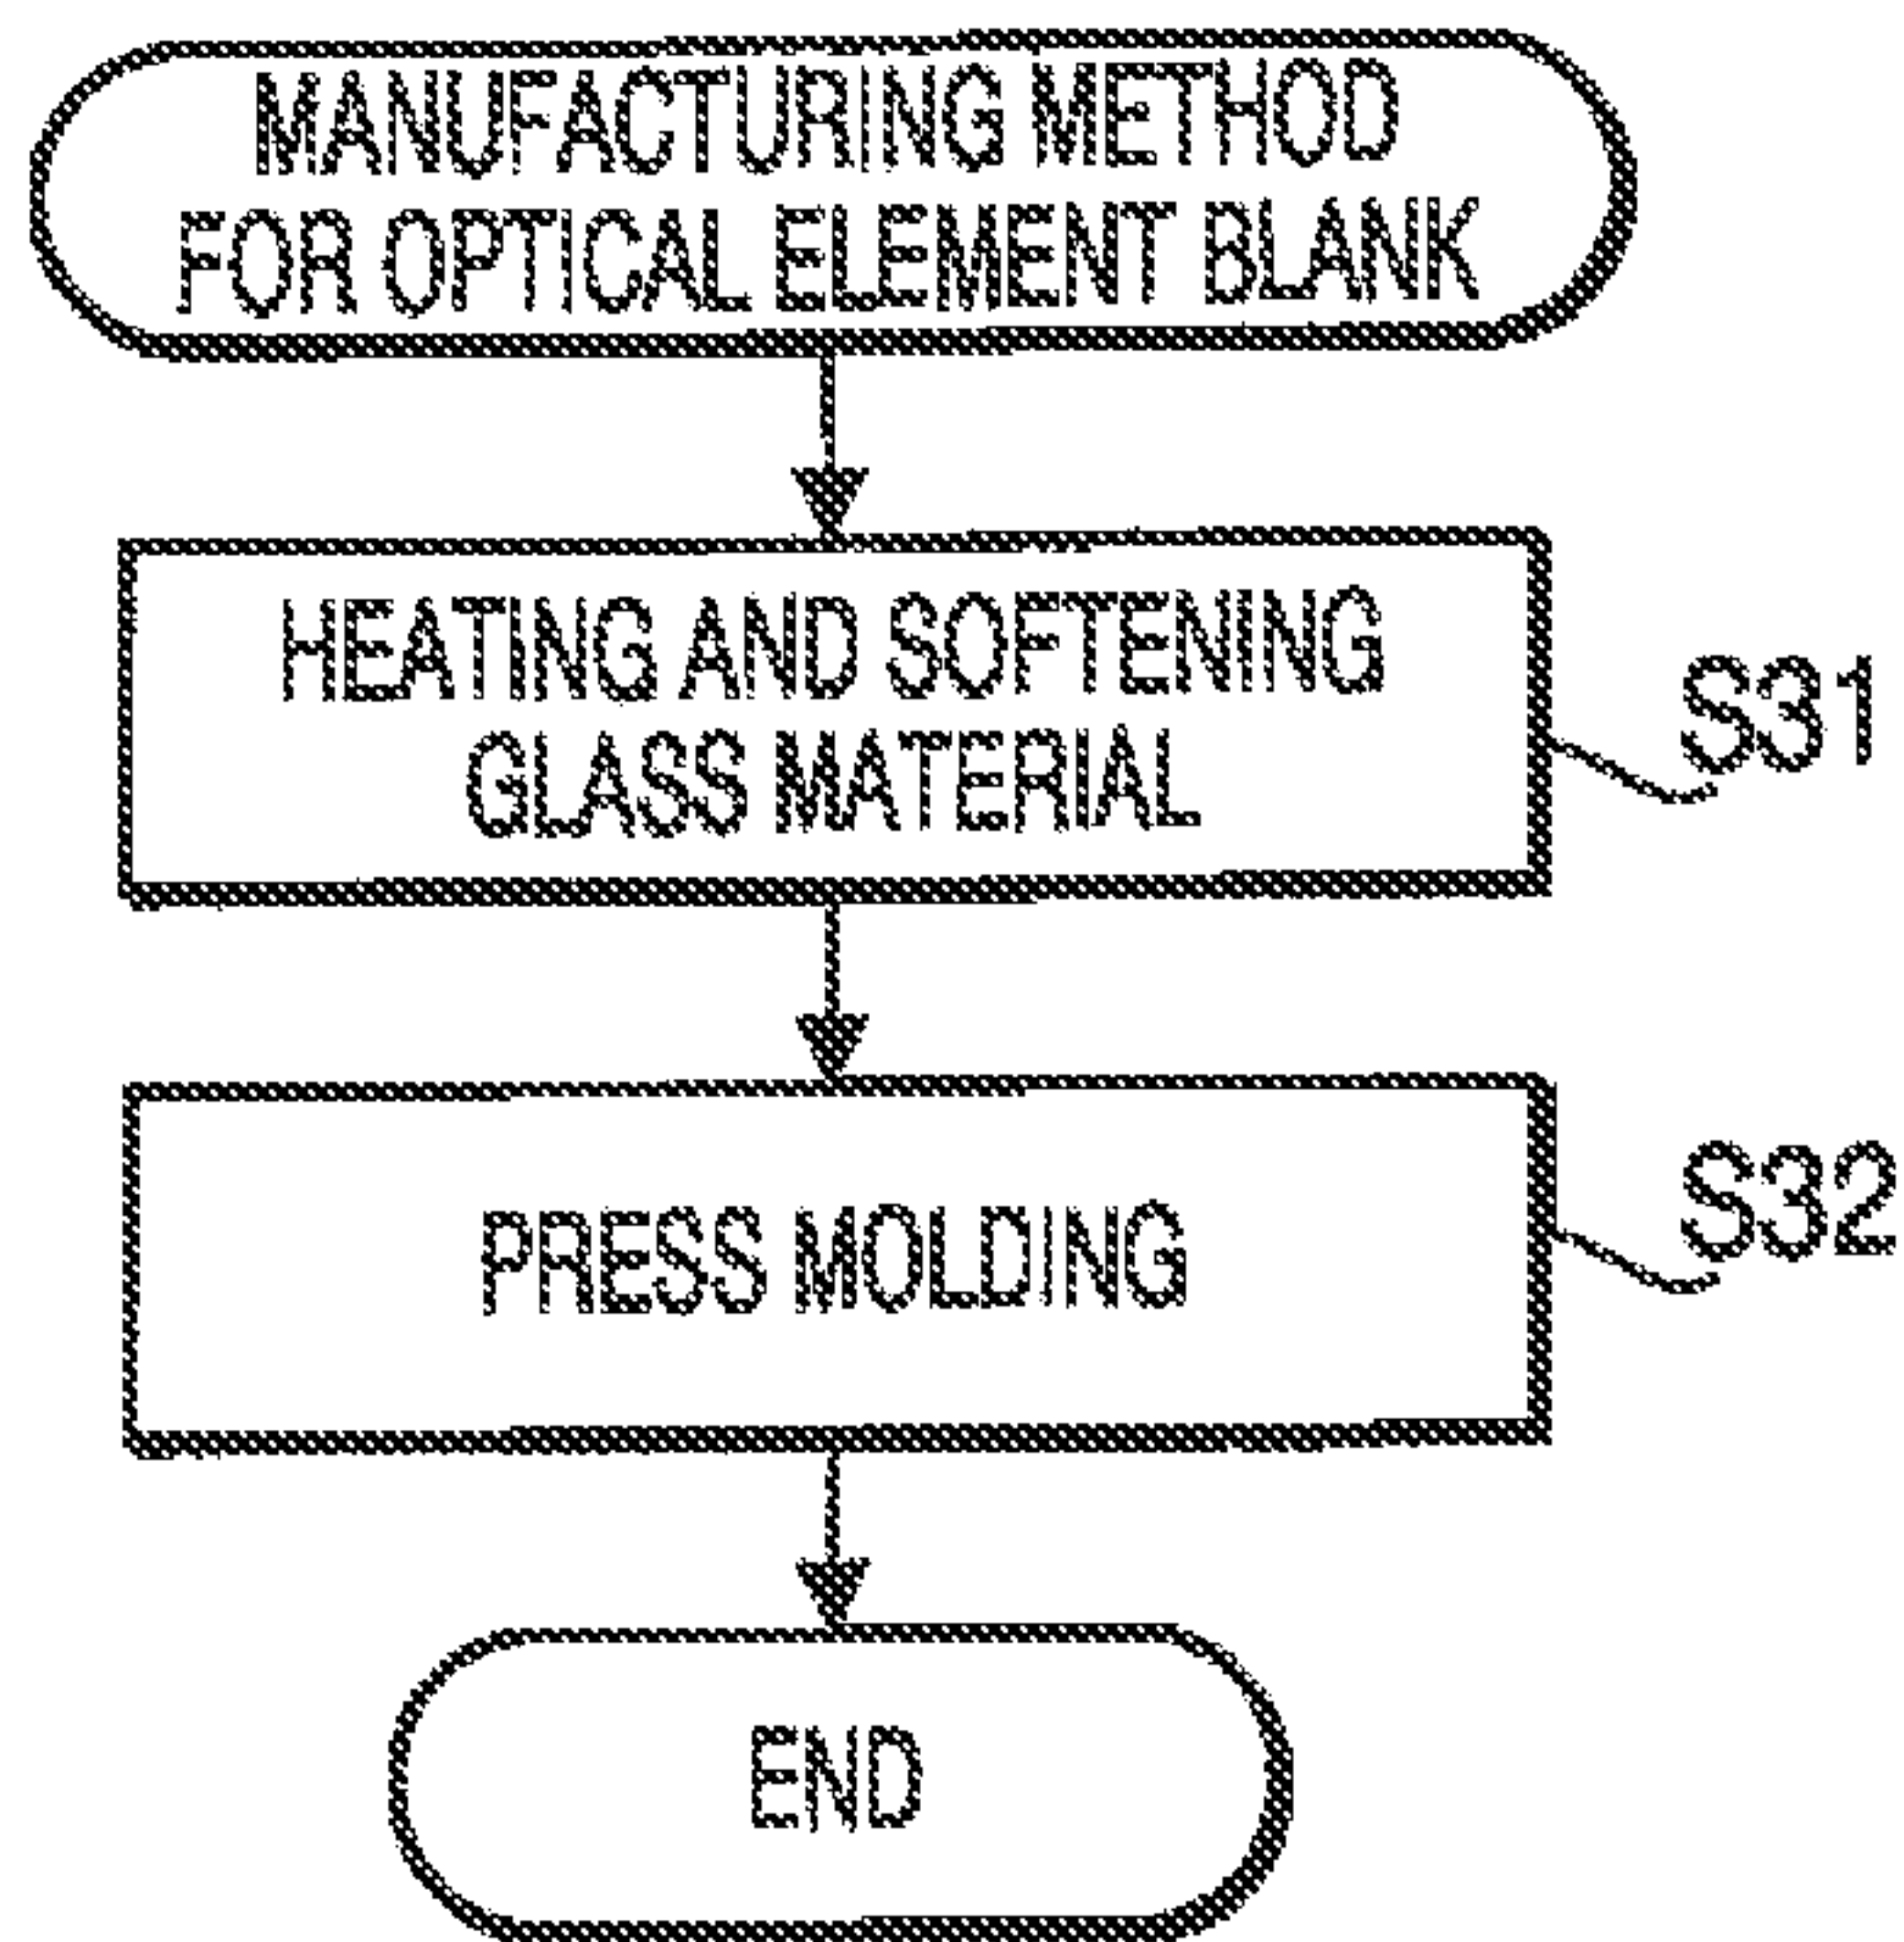 MANUFACTURING METHOD
FOR OPTICAL ELEMENT BLANK
HEATING AND SOFTENING
GLASS MATERIAL
S31
PRESS MOLDING
S32
END